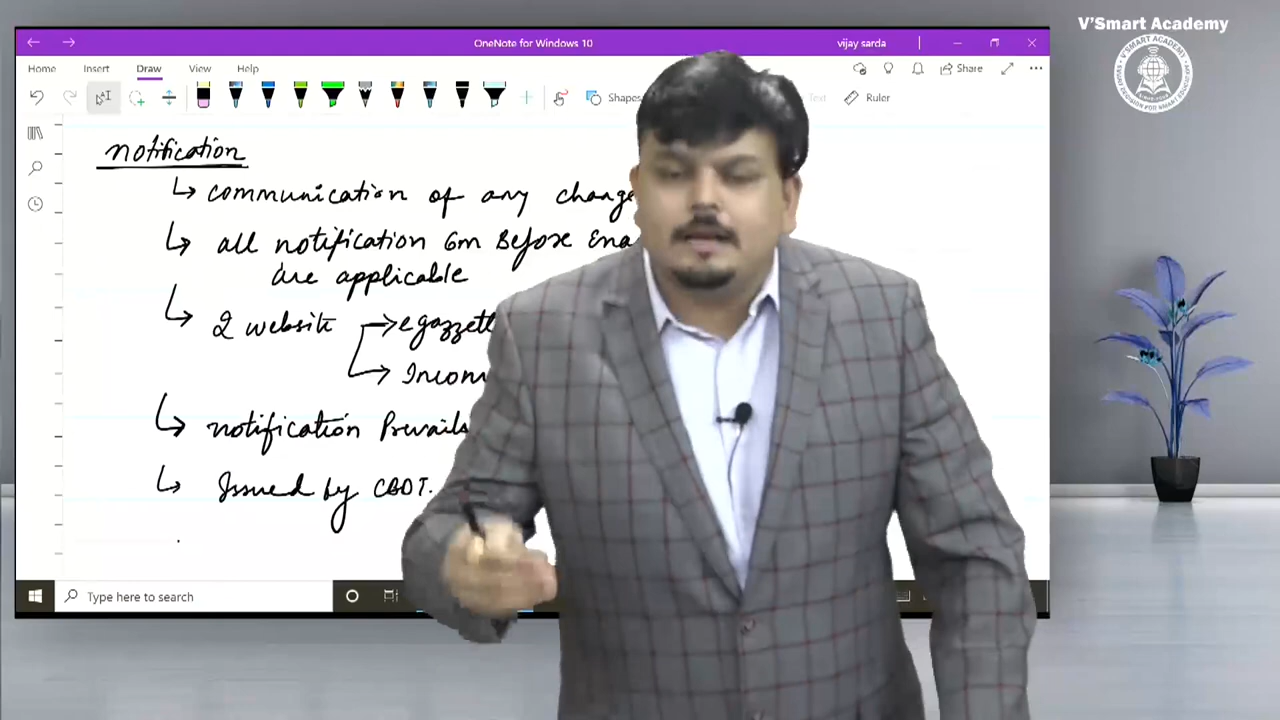 V'Smart Academy
OneNote for Windows 10
vijay sarda
Home Insert Draw View Help
Share
Shapes
Text
Ruler
notification
↳ communication of any change
↳ all notification 6m Before Ena
are applicable
↳ 2 website → egazzett
→ Incom
↳ notification Prevails
↳ Issued by CBDT.
Type here to search